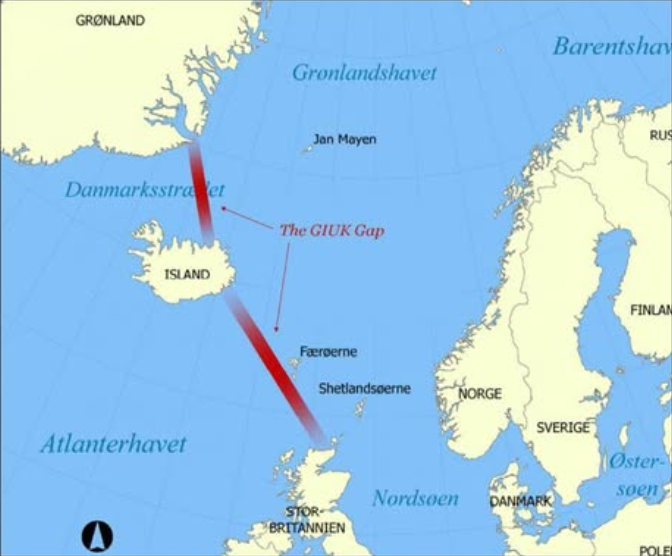 GRØNLAND
Barentshav
Grønlandshavet
Jan Mayen
RUS
Danmarksstrædet
The GIUK Gap
ISLAND
FINLAN
Færøerne
Shetlandsøerne
NORGE
SVERIGE
Atlanterhavet
Øster-
søen
Nordsøen
DANMARK
STOR-
BRITANNIEN
POLE